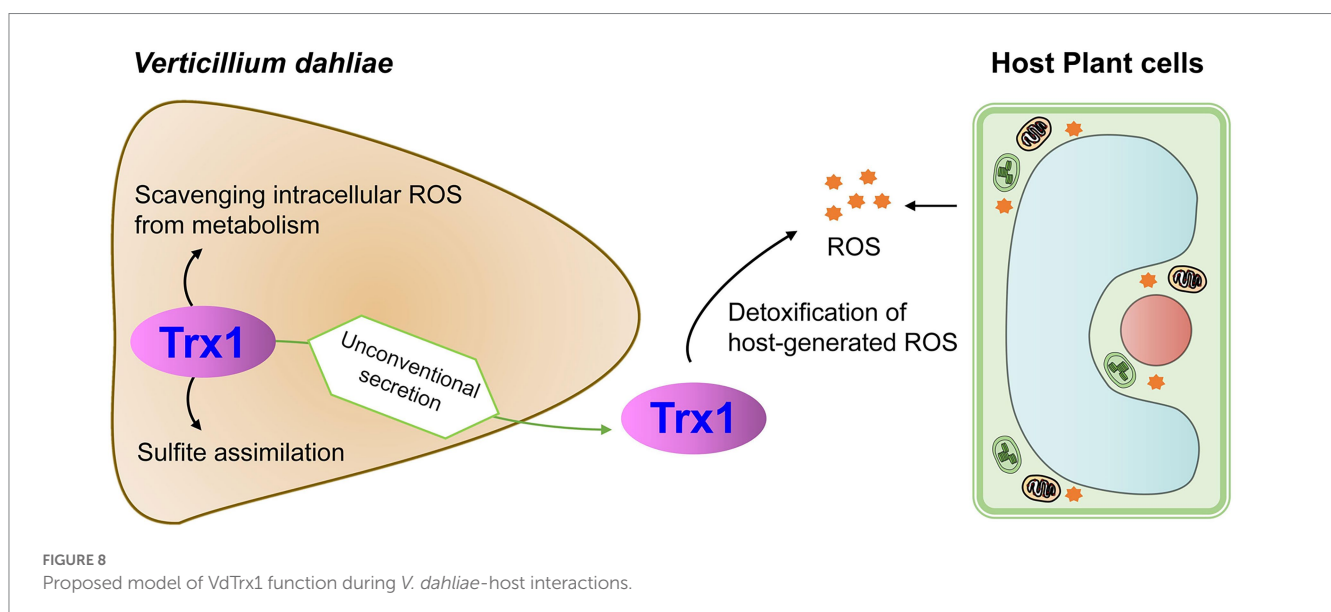 Verticillium dahliae
Host Plant cells
Scavenging intracellular ROS
from metabolism
Trx1
Unconventional
secretion
Sulfite assimilation
ROS
Detoxification of
host-generated ROS
Trx1
FIGURE 8
Proposed model of VdTrx1 function during V. dahliae-host interactions.